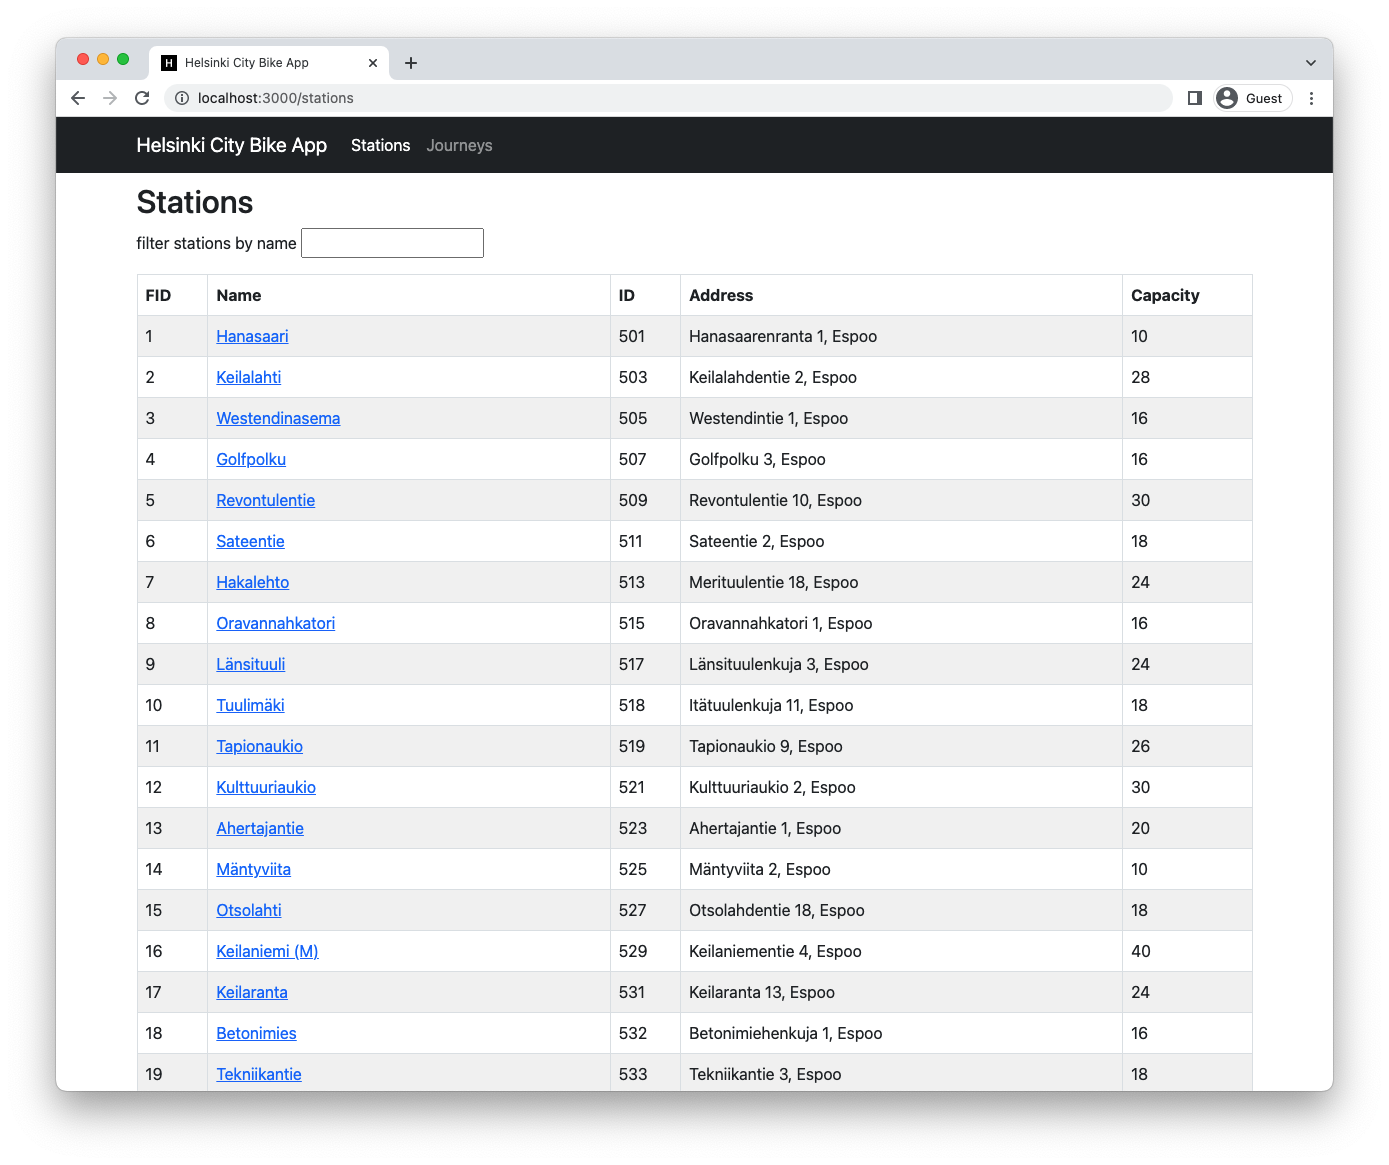 H Helsinki City Bike App
localhost:3000/stations Guest
Helsinki City Bike App Stations Journeys
Stations
filter stations by name
FID Name ID Address Capacity
1 Hanasaari 501 Hanasaarenranta 1, Espoo 10
2 Keilalahti 503 Keilalahdentie 2, Espoo 28
3 Westendinasema 505 Westendintie 1, Espoo 16
4 Golfpolku 507 Golfpolku 3, Espoo 16
5 Revontulentie 509 Revontulentie 10, Espoo 30
6 Sateentie 511 Sateentie 2, Espoo 18
7 Hakalehto 513 Merituulentie 18, Espoo 24
8 Oravannahkatori 515 Oravannahkatori 1, Espoo 16
9 Länsituuli 517 Länsituulenkuja 3, Espoo 24
10 Tuulimäki 518 Itätuulenkuja 11, Espoo 18
11 Tapionaukio 519 Tapionaukio 9, Espoo 26
12 Kulttuuriaukio 521 Kulttuuriaukio 2, Espoo 30
13 Ahertajantie 523 Ahertajantie 1, Espoo 20
14 Mäntyviita 525 Mäntyviita 2, Espoo 10
15 Otsolahti 527 Otsolahdentie 18, Espoo 18
16 Keilaniemi (M) 529 Keilaniementie 4, Espoo 40
17 Keilaranta 531 Keilaranta 13, Espoo 24
18 Betonimies 532 Betonimiehenkuja 1, Espoo 16
19 Tekniikantie 533 Tekniikantie 3, Espoo 18